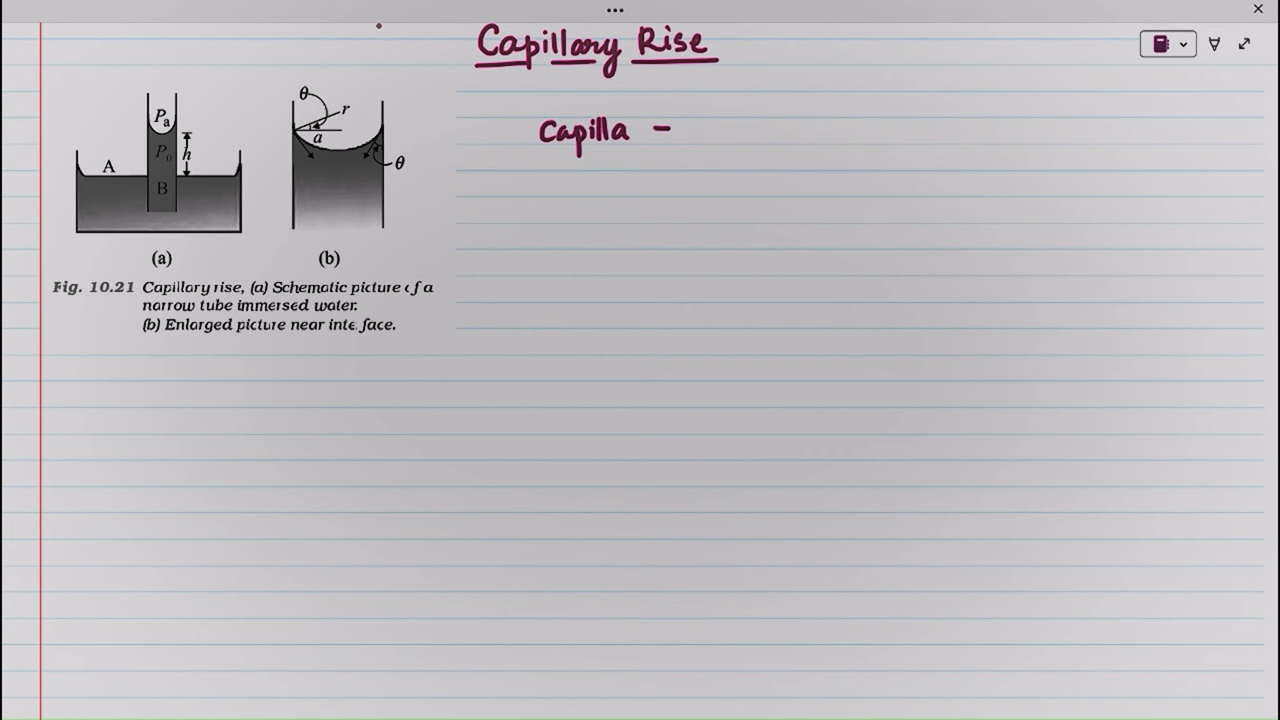 Capillary Rise
Capilla -
θ
r
a
θ
Pa
P0
h
A
B
(a)
(b)
Fig. 10.21 Capillary rise, (a) Schematic picture of a
narrow tube immersed water.
(b) Enlarged picture near interface.